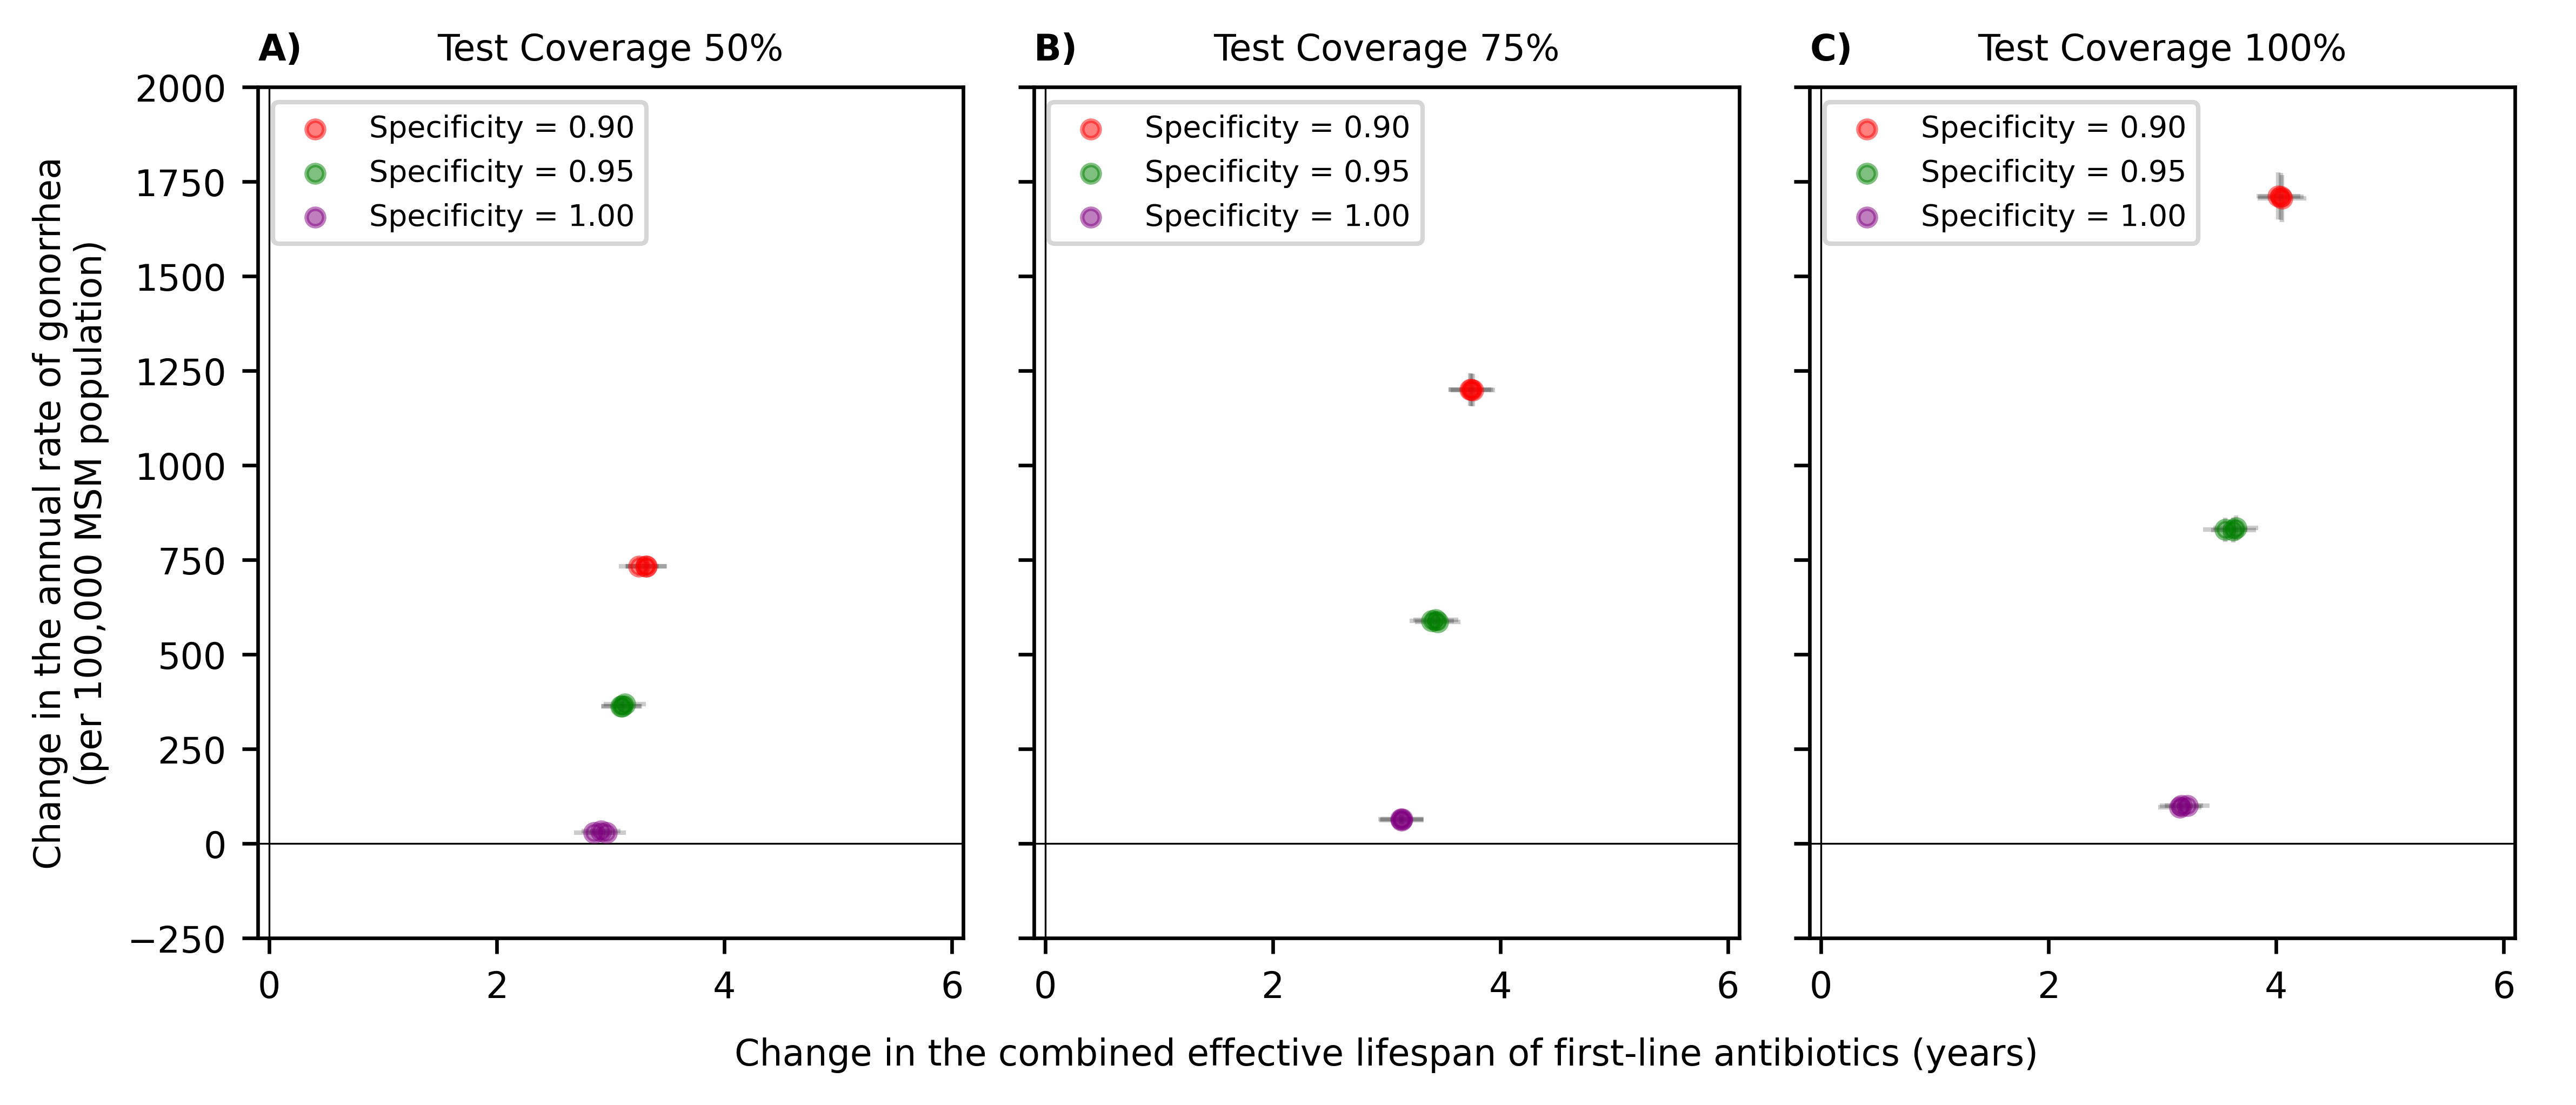 A) Test Coverage 50%
B) Test Coverage 75%
C) Test Coverage 100%
Specificity = 0.90
Specificity = 0.95
Specificity = 1.00
Specificity = 0.90
Specificity = 0.95
Specificity = 1.00
Specificity = 0.90
Specificity = 0.95
Specificity = 1.00
Change in the annual rate of gonorrhea
(per 100,000 MSM population)
2000
1750
1500
1250
1000
750
500
250
0
−250
0 2 4 6
0 2 4 6
0 2 4 6
Change in the combined effective lifespan of first-line antibiotics (years)